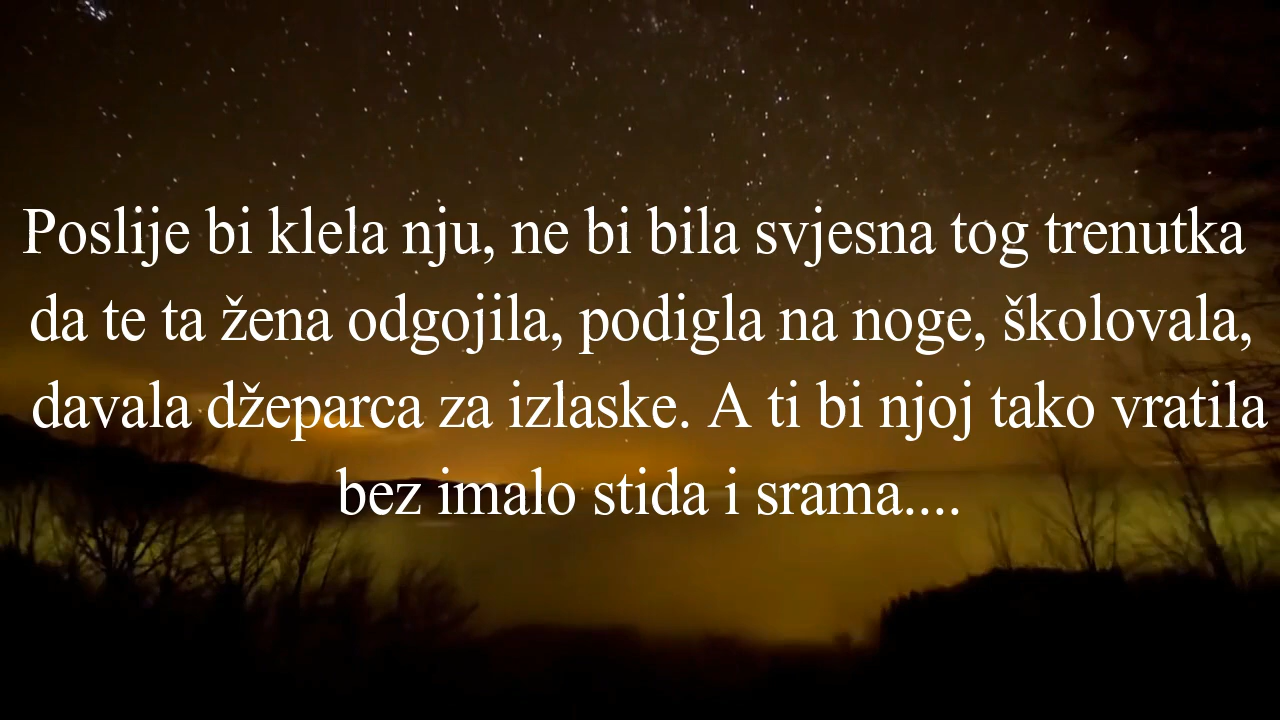 Poslije bi klela nju, ne bi bila svjesna tog trenutka
da te ta žena odgojila, podigla na noge, školovala,
davala džeparca za izlaske. A ti bi njoj tako vratila
bez imalo stida i srama....